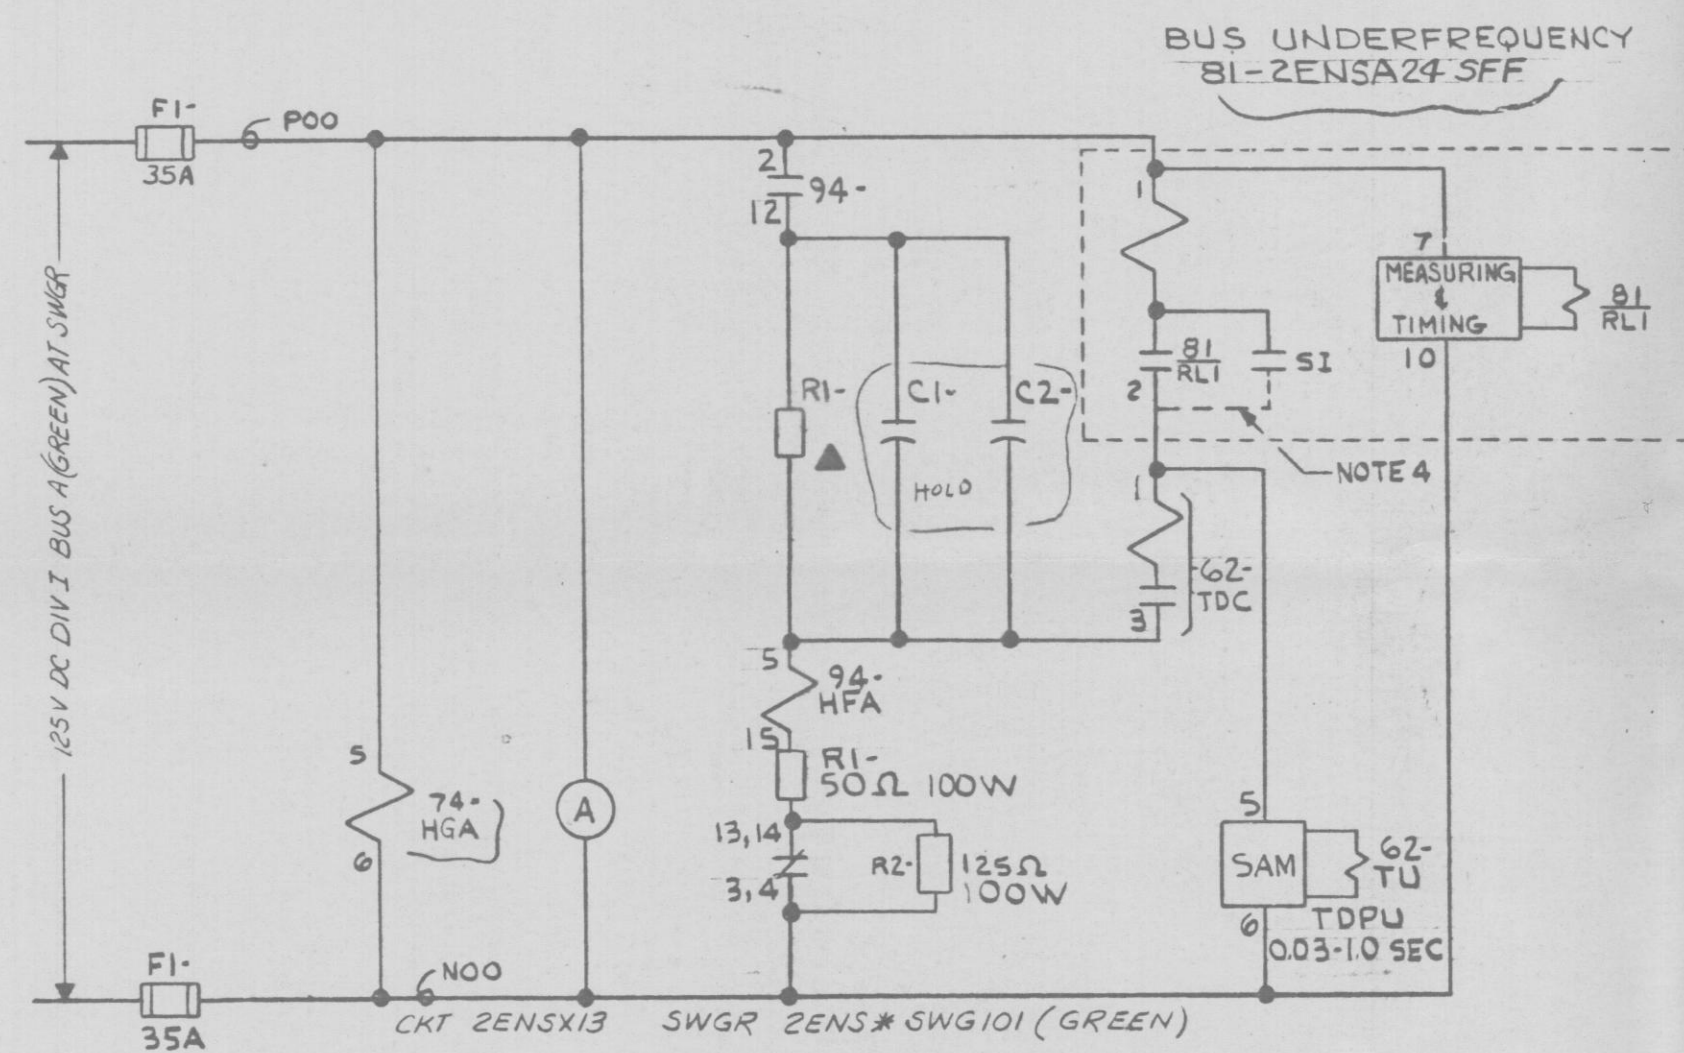 BUS UNDERFREQUENCY
81-2ENSA24 SFF
F1-
35A
P00
125V DC DIV I BUS A(GREEN) AT SWGR
2
94-
12
1
7
MEASURING
&
TIMING
10
81
RL1
81
RL1
SI
2
R1-
C1-
C2-
HOLD
NOTE 4
1
62-
TDC
3
5
94-
HFA
15
R1-
50Ω 100W
5
74-
HGA
6
A
13,14
3,4
R2-
125Ω
100W
5
SAM
6
62-
TU
TDPU
0.03-1.0 SEC
F1-
35A
N00
CKT 2ENSX13 SWGR 2ENS* SWG101 (GREEN)